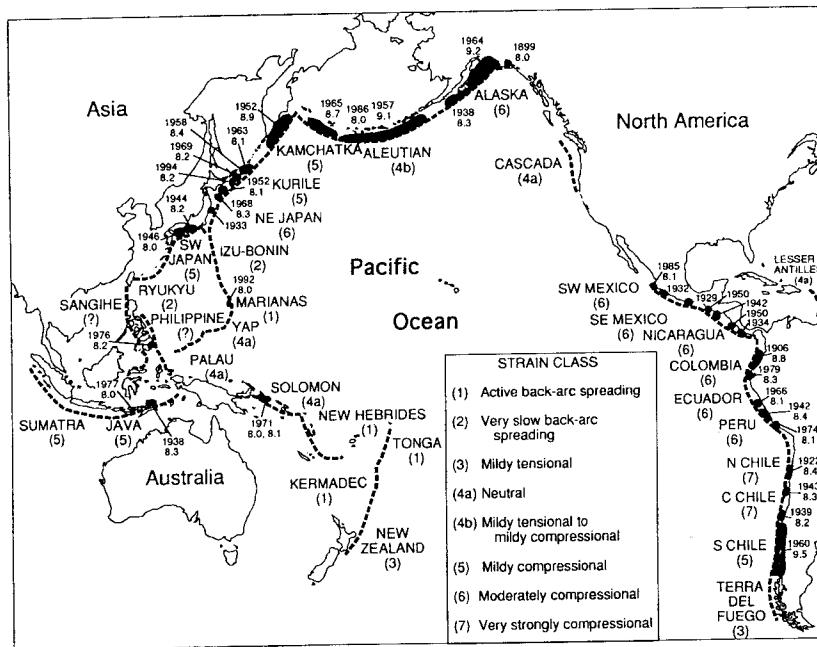 1964
9.2
1899
8.0
Asia
1958
8.4
1952
8.9
1963
8.1
1969
8.2
1994
8.2
1965
8.7
1986
8.0
1957
9.1
ALASKA
(6)
1938
8.3
North America
KAMCHATKA
(5)
ALEUTIAN
(4b)
CASCADA
(4a)
KURILE
(5)
1952
8.1
1944
8.2
1968
8.3
1933
NE JAPAN
(6)
1946
8.0
SW
JAPAN
(5)
IZU-BONIN
(2)
Pacific
Ocean
1985
8.1
LESSER
ANTILLES
(4a)
SW MEXICO
(6)
1932
1929
1950
1942
1950
1934
RYUKYU
(2)
1992
8.0
MARIANAS
(1)
SANGIHE
(?)
PHILIPPINE
(?)
SE MEXICO
(6)
NICARAGUA
(6)
1976
8.2
YAP
(4a)
1906
8.8
PALAU
(4a)
COLOMBIA
(6)
1979
8.3
1977
8.0
SOLOMON
(4a)
ECUADOR
(6)
1966
8.1
SUMATRA
(5)
JAVA
(5)
1938
8.3
1971
8.0, 8.1
NEW HEBRIDES
(1)
PERU
(6)
1942
8.4
1974
8.1
TONGA
(1)
Australia
KERMADEC
(1)
N CHILE
(7)
1922
8.4
C CHILE
(7)
1943
8.3
1939
8.2
NEW
ZEALAND
(3)
S CHILE
(5)
1960
9.5
TERRA
DEL
FUEGO
(3)
STRAIN CLASS
(1) Active back-arc spreading
(2) Very slow back-arc
spreading
(3) Mildy tensional
(4a) Neutral
(4b) Mildy tensional to
mildy compressional
(5) Mildy compressional
(6) Moderately compressional
(7) Very strongly compressional